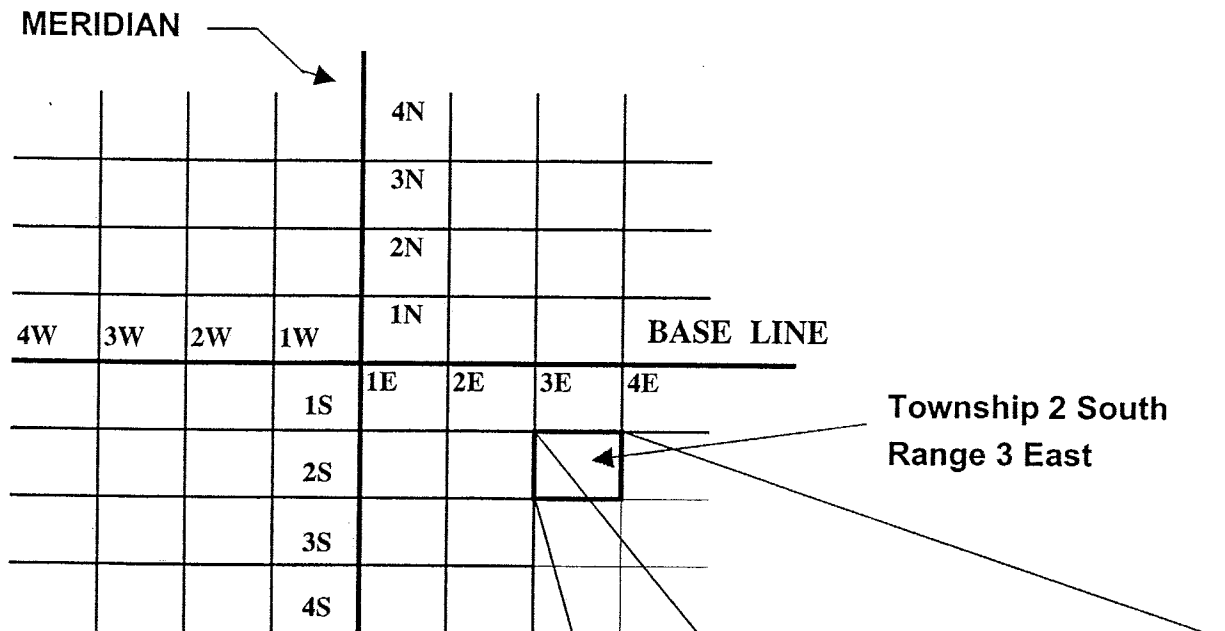 MERIDIAN
4N
3N
2N
1N
4W 3W 2W 1W
BASE LINE
1E 2E 3E 4E
1S
2S
3S
4S
Township 2 South
Range 3 East